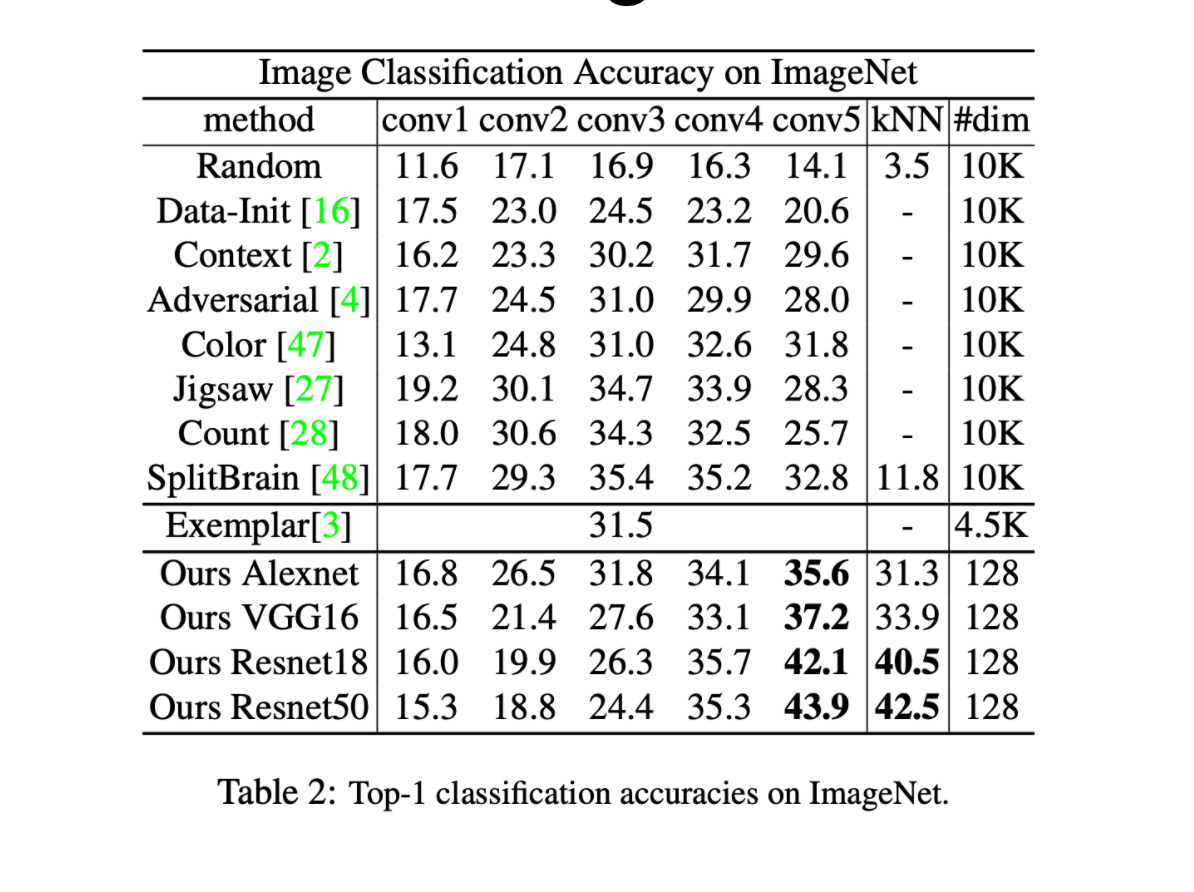 Image Classification Accuracy on ImageNet
method conv1 conv2 conv3 conv4 conv5 kNN #dim
Random 11.6 17.1 16.9 16.3 14.1 3.5 10K
Data-Init [16] 17.5 23.0 24.5 23.2 20.6 - 10K
Context [2] 16.2 23.3 30.2 31.7 29.6 - 10K
Adversarial [4] 17.7 24.5 31.0 29.9 28.0 - 10K
Color [47] 13.1 24.8 31.0 32.6 31.8 - 10K
Jigsaw [27] 19.2 30.1 34.7 33.9 28.3 - 10K
Count [28] 18.0 30.6 34.3 32.5 25.7 - 10K
SplitBrain [48] 17.7 29.3 35.4 35.2 32.8 11.8 10K
Exemplar[3] 31.5 - 4.5K
Ours Alexnet 16.8 26.5 31.8 34.1 35.6 31.3 128
Ours VGG16 16.5 21.4 27.6 33.1 37.2 33.9 128
Ours Resnet18 16.0 19.9 26.3 35.7 42.1 40.5 128
Ours Resnet50 15.3 18.8 24.4 35.3 43.9 42.5 128
Table 2: Top-1 classification accuracies on ImageNet.